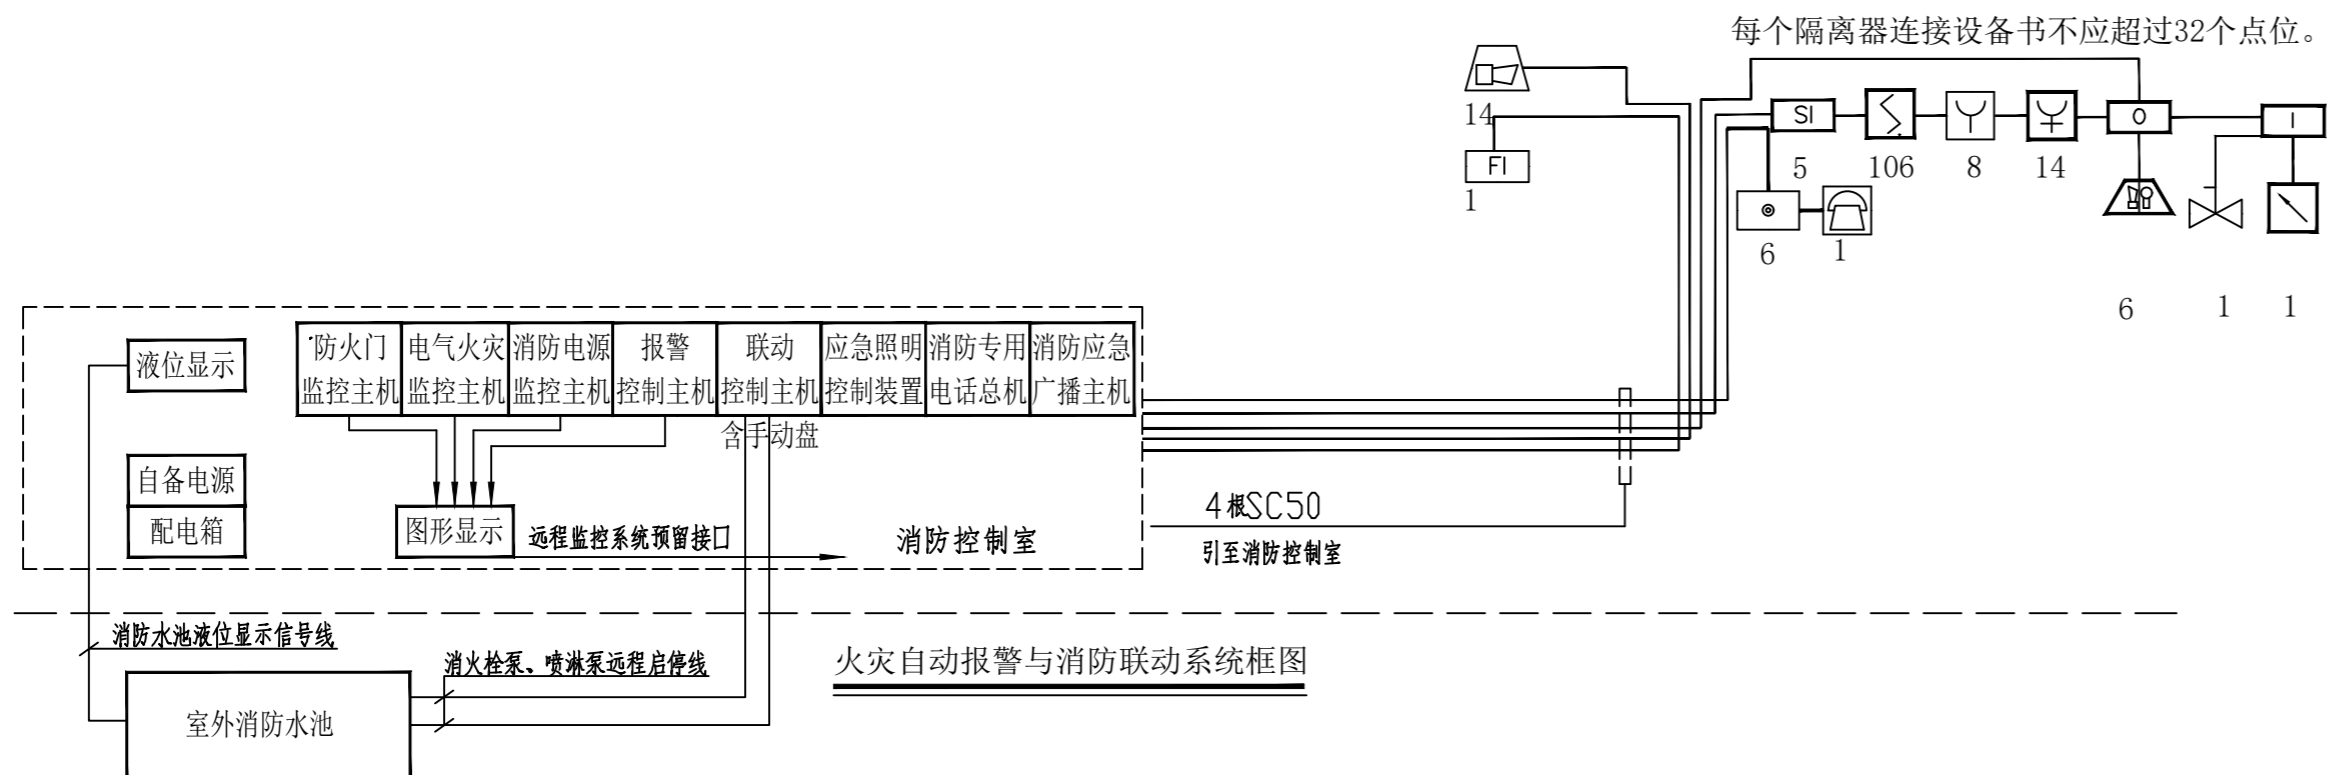 每个隔离器连接设备书不应超过32个点位。
14
FI
1
SI
O
I
5
106
8
14
6
1
6
1
1
液位显示
防火门
监控主机
电气火灾
监控主机
消防电源
监控主机
报警
控制主机
联动
控制主机
应急照明
控制装置
消防专用
电话总机
消防应急
广播主机
含手动盘
自备电源
配电箱
图形显示
远程监控系统预留接口
消防控制室
4根SC50
引至消防控制室
消防水池液位显示信号线
消火栓泵、喷淋泵远程启停线
火灾自动报警与消防联动系统框图
室外消防水池